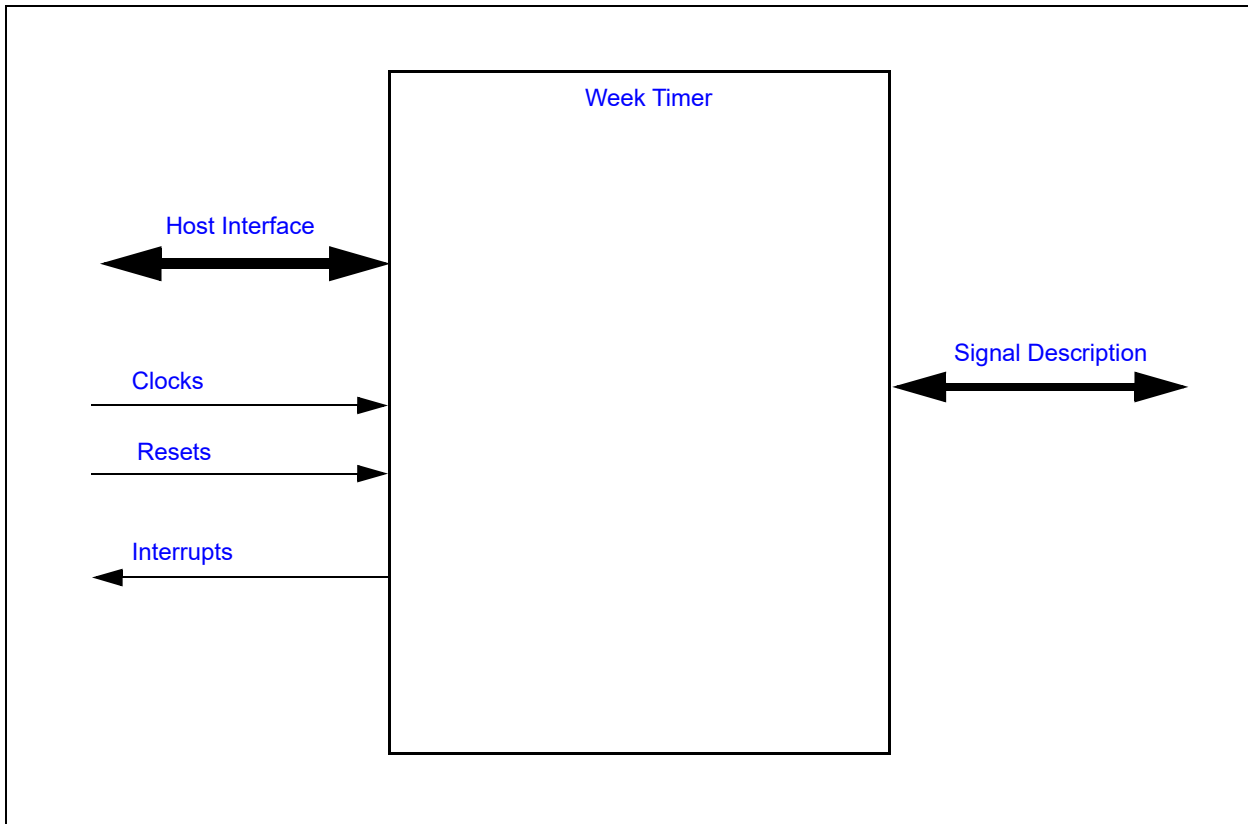 Week Timer
Host Interface
Signal Description
Clocks
Resets
Interrupts